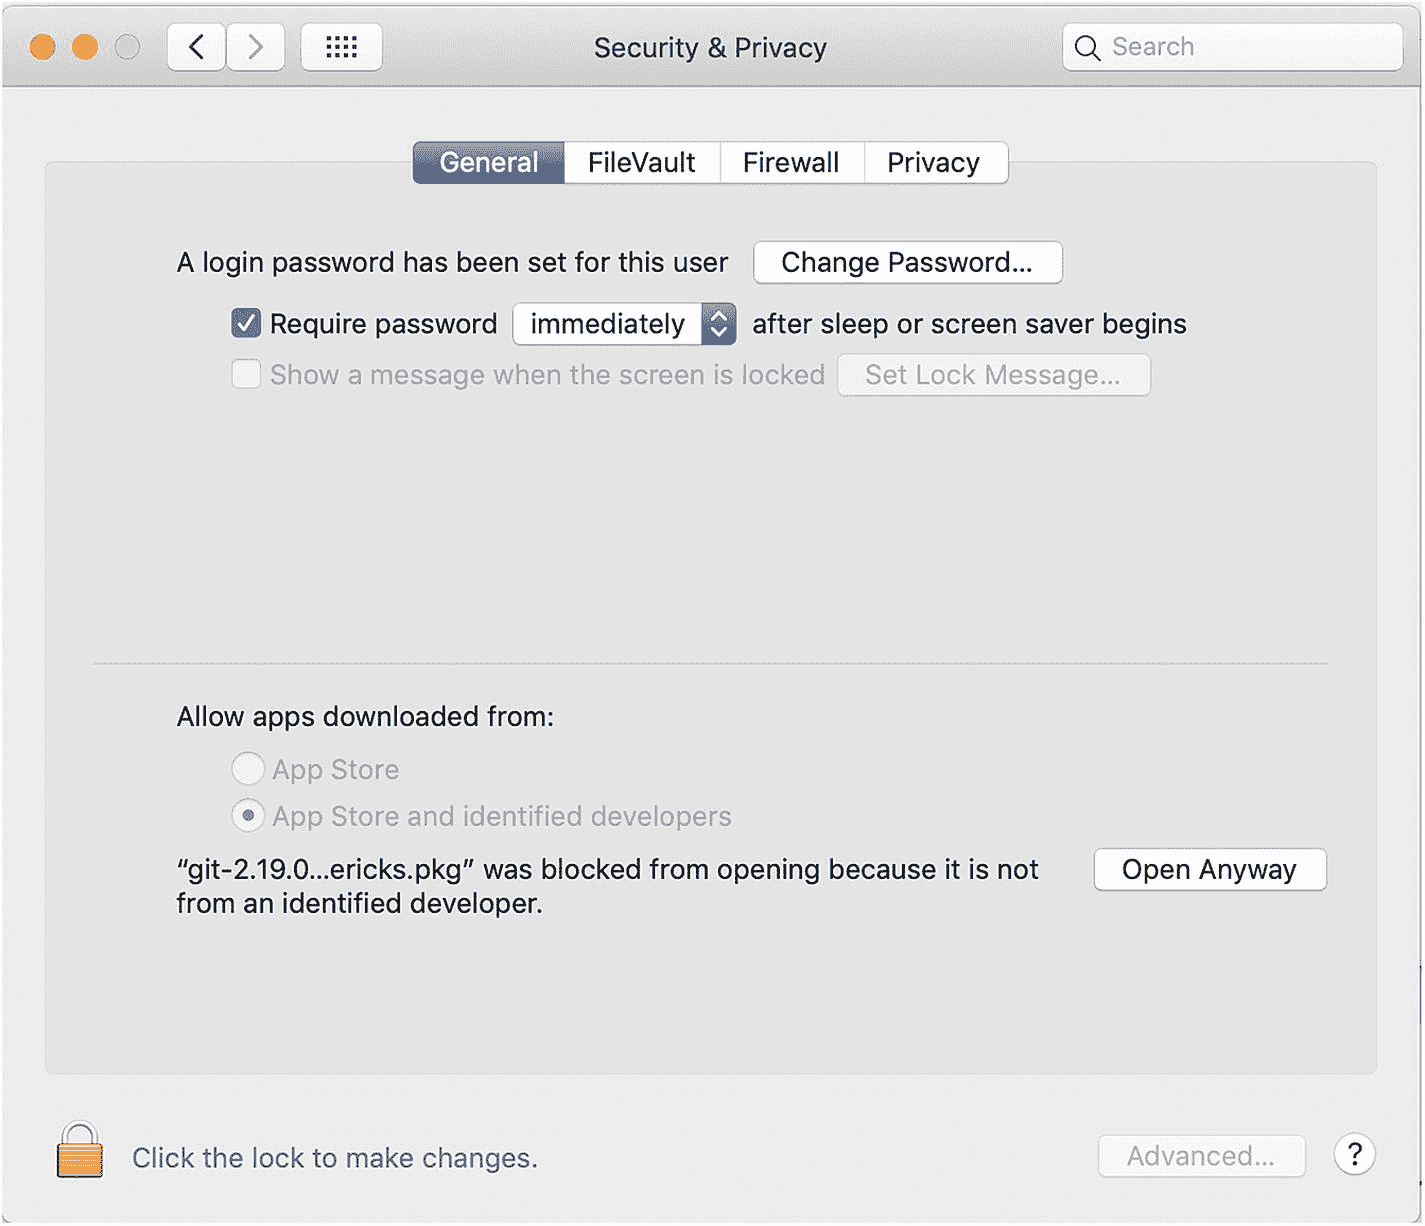 Security & Privacy
Search
General FileVault Firewall Privacy
A login password has been set for this user Change Password...
Require password immediately after sleep or screen saver begins
Show a message when the screen is locked Set Lock Message...
Allow apps downloaded from:
App Store
App Store and identified developers
“git-2.19.0...ericks.pkg” was blocked from opening because it is not Open Anyway
from an identified developer.
Click the lock to make changes. Advanced... ?